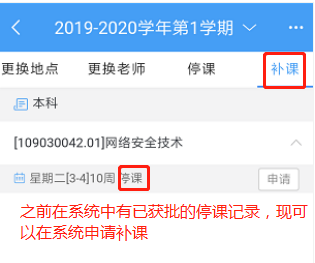 2019-2020学年第1学期
更换地点 更换老师 停课 补课
本科
[109030042.01]网络安全技术
星期二[3-4]10周 停课 申请
之前在系统中有已获批的停课记录，现可
以在系统申请补课